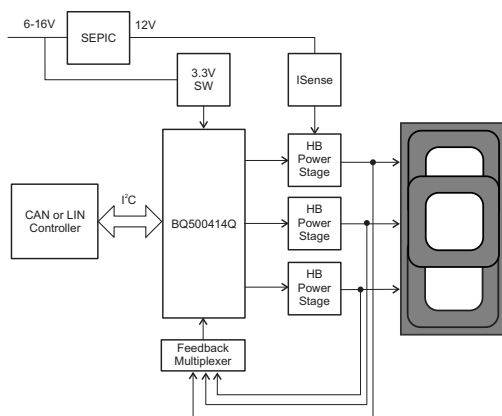 6-16V
SEPIC
12V
3.3V
SW
ISense
HB
Power
Stage
CAN or LIN
Controller
I²C
BQ500414Q
HB
Power
Stage
HB
Power
Stage
Feedback
Multiplexer